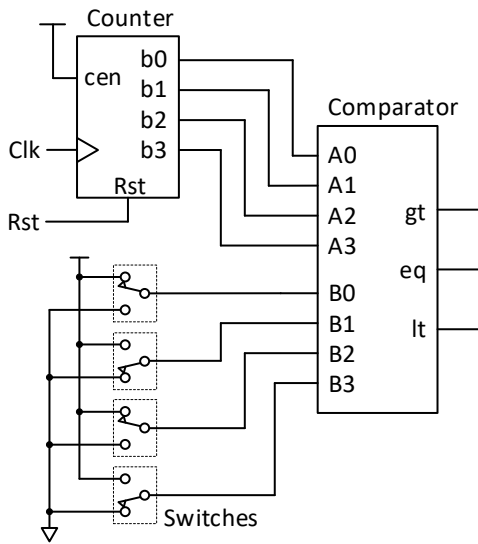 Counter
cen
b0
b1
b2
b3
Clk
Rst
Rst
Comparator
A0
A1
A2
A3
B0
B1
B2
B3
gt
eq
lt
Switches